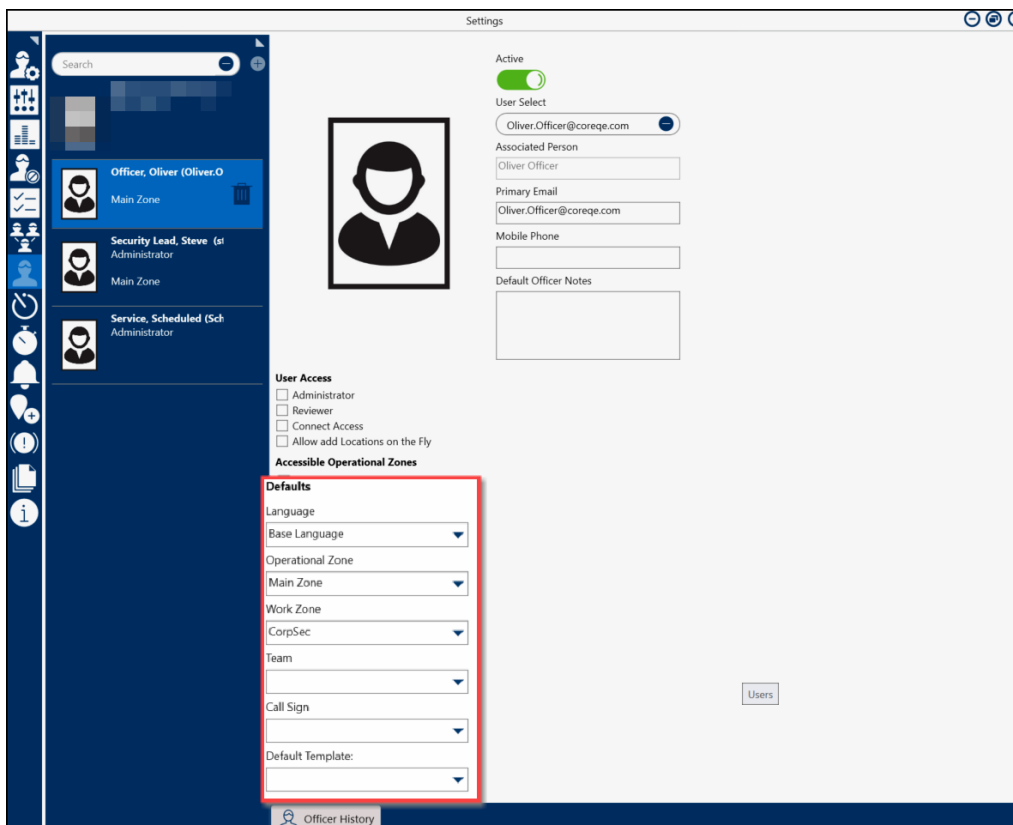 Settings
Search
Officer, Oliver (Oliver.O
Main Zone
Security Lead, Steve (st
Administrator
Main Zone
Service, Scheduled (Sch
Administrator
Active
User Select
Oliver.Officer@coreqe.com
Associated Person
Oliver Officer
Primary Email
Oliver.Officer@coreqe.com
Mobile Phone
Default Officer Notes
User Access
Administrator
Reviewer
Connect Access
Allow add Locations on the Fly
Accessible Operational Zones
Defaults
Language
Base Language
Operational Zone
Main Zone
Work Zone
CorpSec
Team
Call Sign
Default Template:
Users
Officer History